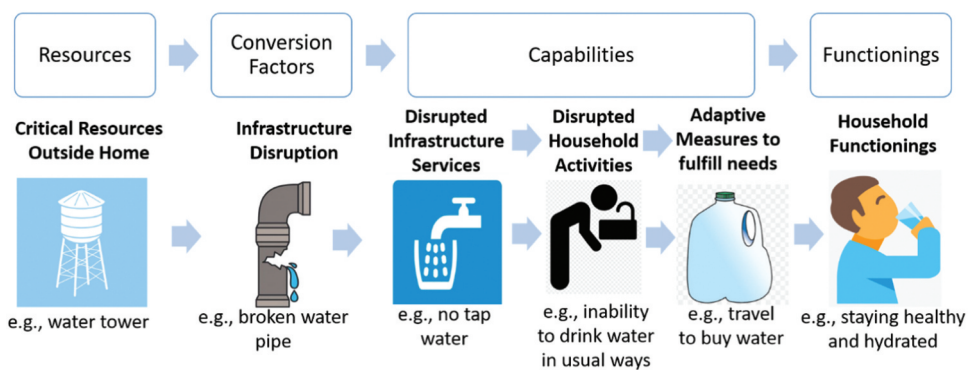 Resources
Conversion
Factors
Capabilities
Functionings
Critical Resources
Outside Home
Infrastructure
Disruption
Disrupted
Infrastructure
Services
Disrupted
Household
Activities
Adaptive
Measures to
fulfill needs
Household
Functionings
e.g., water tower
e.g., broken water
pipe
e.g., no tap
water
e.g., inability
to drink water
in usual ways
e.g., travel
to buy water
e.g., staying healthy
and hydrated